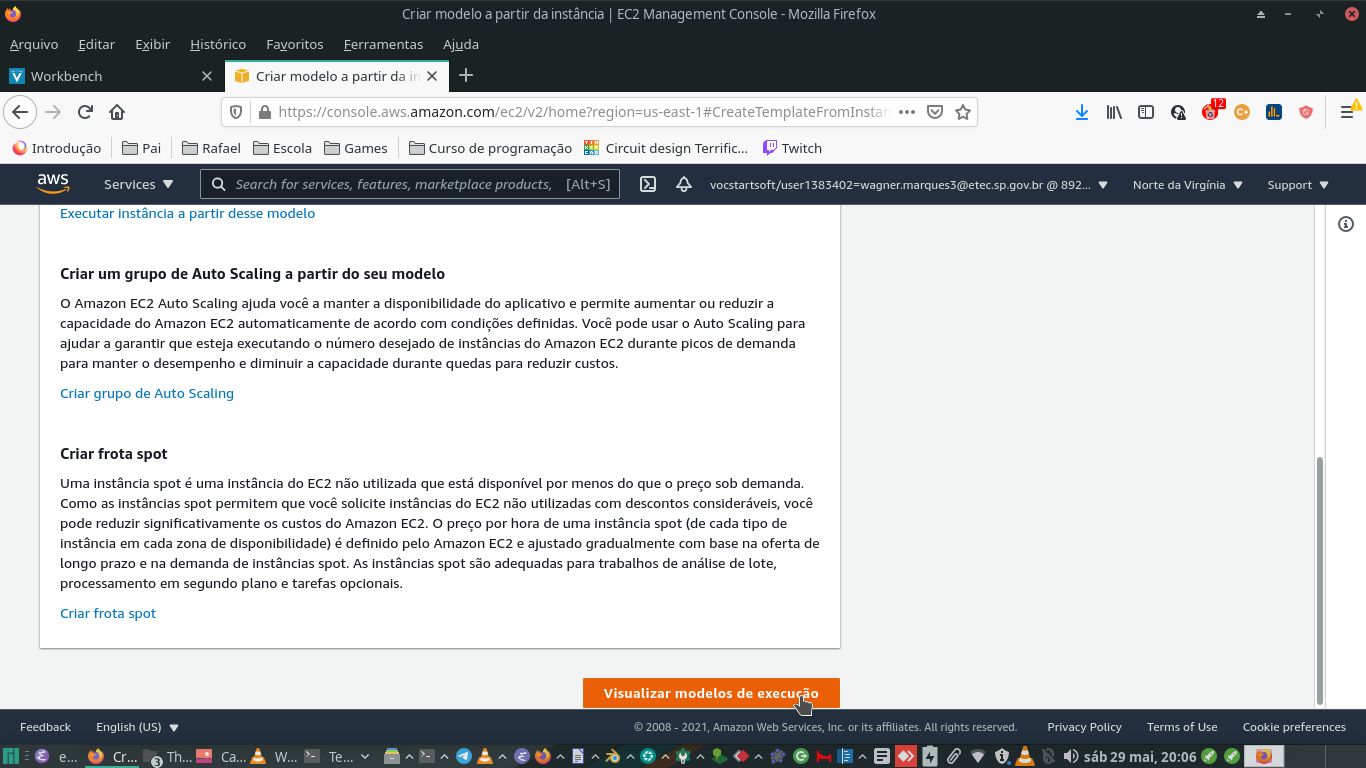 Criar modelo a partir da instância | EC2 Management Console - Mozilla Firefox
Arquivo Editar Exibir Histórico Favoritos Ferramentas Ajuda
Workbench
Criar modelo a partir da in
https://console.aws.amazon.com/ec2/v2/home?region=us-east-1#CreateTemplateFromInstan
12
Introdução Pai Rafael Escola Games Curso de programação Circuit design Terrific... Twitch
aws Services Search for services, features, marketplace products, [Alt+S] vocstartsoft/user1383402=wagner.marques3@etec.sp.gov.br @ 892... Norte da Virgínia Support
Executar instância a partir desse modelo
Criar um grupo de Auto Scaling a partir do seu modelo
O Amazon EC2 Auto Scaling ajuda você a manter a disponibilidade do aplicativo e permite aumentar ou reduzir a
capacidade do Amazon EC2 automaticamente de acordo com condições definidas. Você pode usar o Auto Scaling para
ajudar a garantir que esteja executando o número desejado de instâncias do Amazon EC2 durante picos de demanda
para manter o desempenho e diminuir a capacidade durante quedas para reduzir custos.
Criar grupo de Auto Scaling
Criar frota spot
Uma instância spot é uma instância do EC2 não utilizada que está disponível por menos do que o preço sob demanda.
Como as instâncias spot permitem que você solicite instâncias do EC2 não utilizadas com descontos consideráveis, você
pode reduzir significativamente os custos do Amazon EC2. O preço por hora de uma instância spot (de cada tipo de
instância em cada zona de disponibilidade) é definido pelo Amazon EC2 e ajustado gradualmente com base na oferta de
longo prazo e na demanda de instâncias spot. As instâncias spot são adequadas para trabalhos de análise de lote,
processamento em segundo plano e tarefas opcionais.
Criar frota spot
Visualizar modelos de execução
Feedback English (US) © 2008 - 2021, Amazon Web Services, Inc. or its affiliates. All rights reserved. Privacy Policy Terms of Use Cookie preferences
e... Cr... 3 Th... Ca... W... Te... sáb 29 mai, 20:06